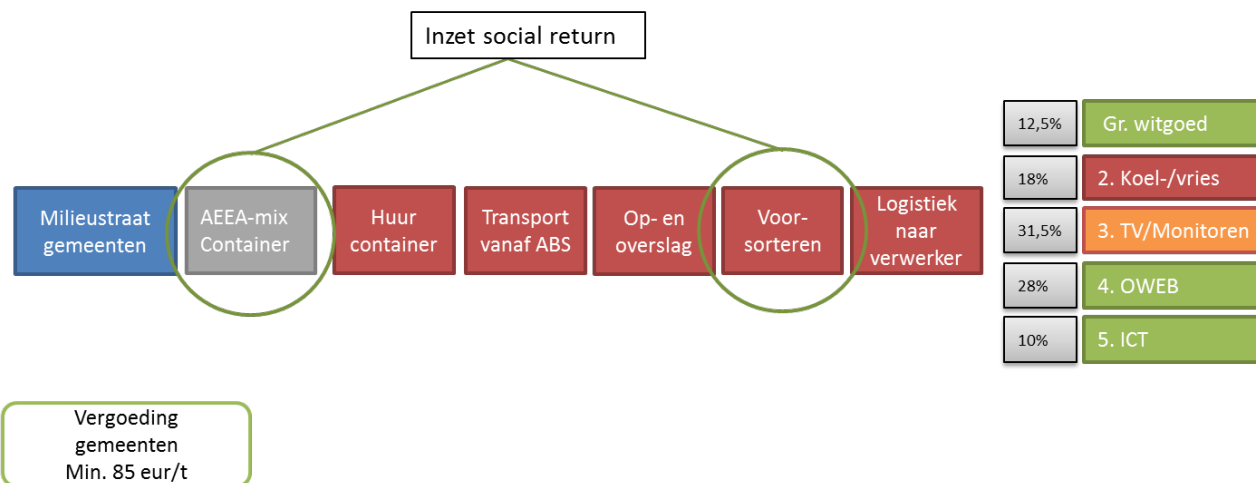 Inzet social return
Milieustraat
gemeenten
AEEA-mix
Container
Huur
container
Transport
vanaf ABS
Op- en
overslag
Voor-
sorteren
Logistiek
naar
verwerker
12,5% Gr. witgoed
18% 2. Koel-/vries
31,5% 3. TV/Monitoren
28% 4. OWEB
10% 5. ICT
Vergoeding
gemeenten
Min. 85 eur/t